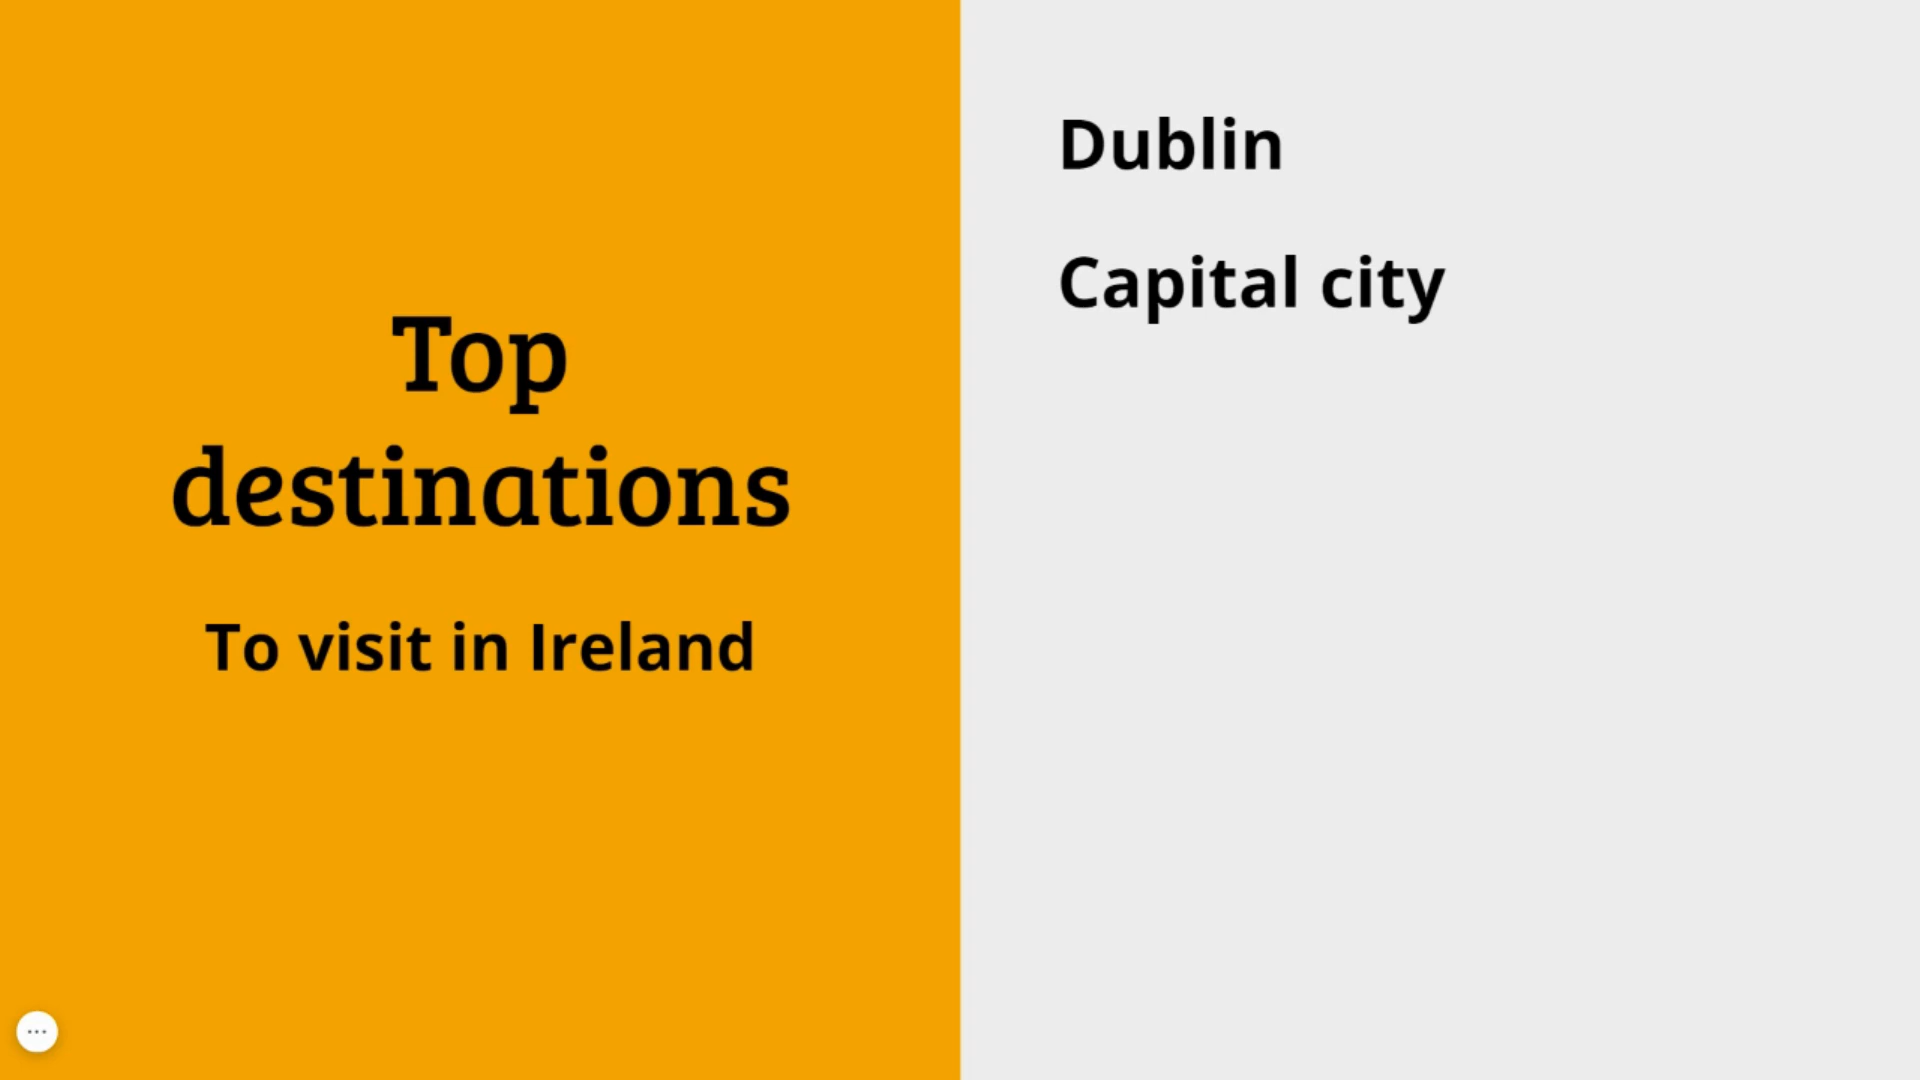 Top
destinations
To visit in Ireland
Dublin
Capital city